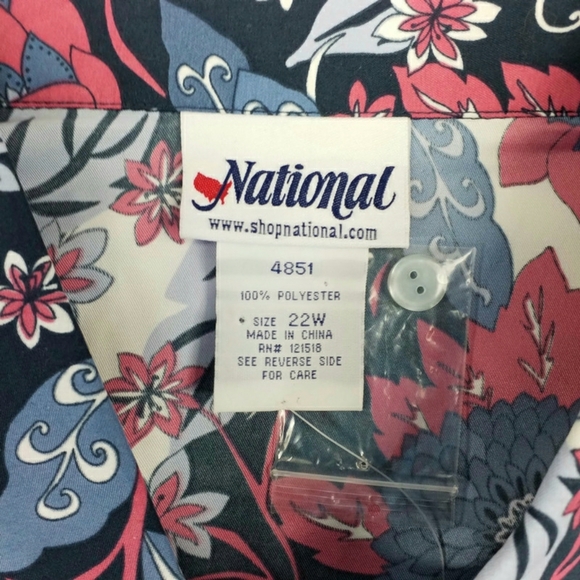 National
www.shopnational.com
4851
100% POLYESTER
SIZE 22W
MADE IN CHINA
RN# 121518
SEE REVERSE SIDE
FOR CARE